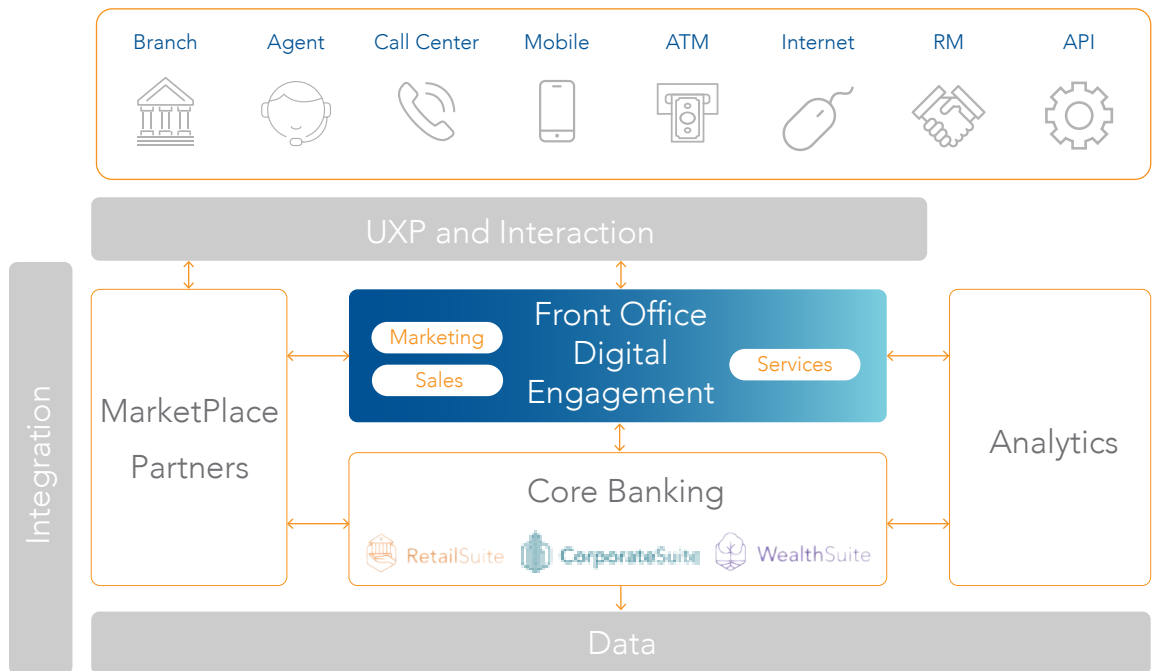 Branch
Agent
Call Center
Mobile
ATM
Internet
RM
API
UXP and Interaction
Integration
MarketPlace
Partners
Front Office
Digital
Engagement
Marketing
Sales
Services
Analytics
Core Banking
RetailSuite
CorporateSuite
WealthSuite
Data